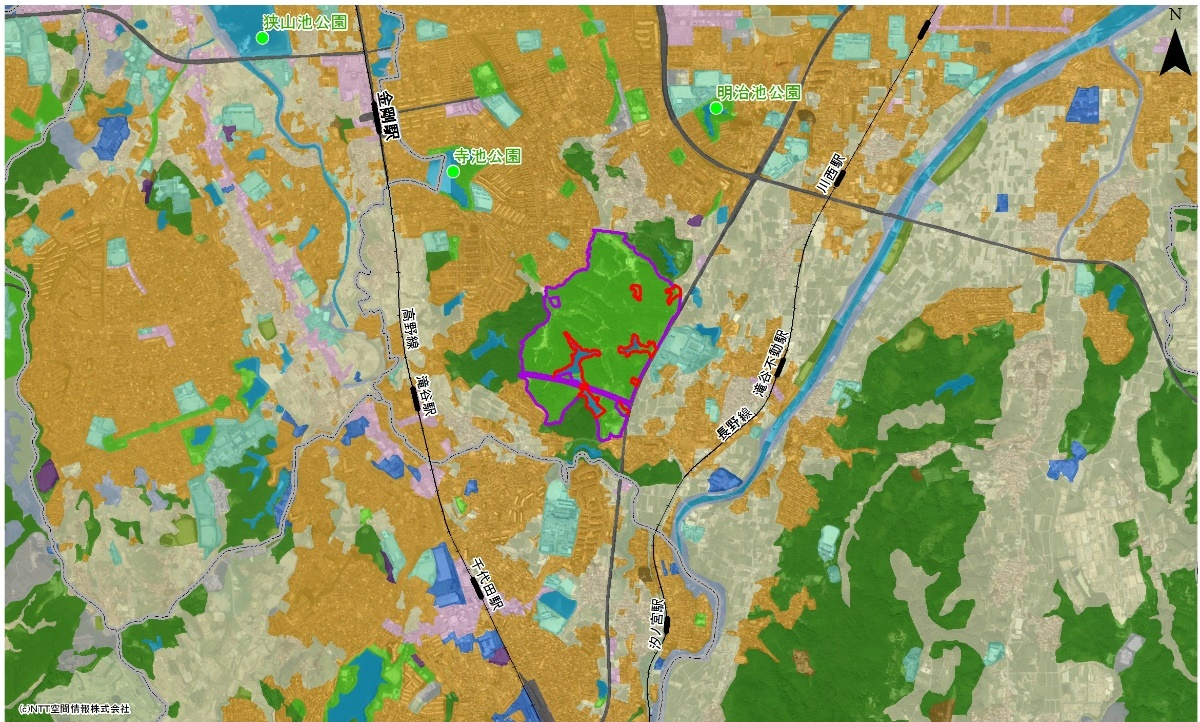 狭山池公園
N
金剛駅
明治池公園
寺池公園
川西駅
高野線
滝谷不動駅
滝谷駅
長野線
千代田駅
汐ノ宮駅
(c)NTT空間情報株式会社